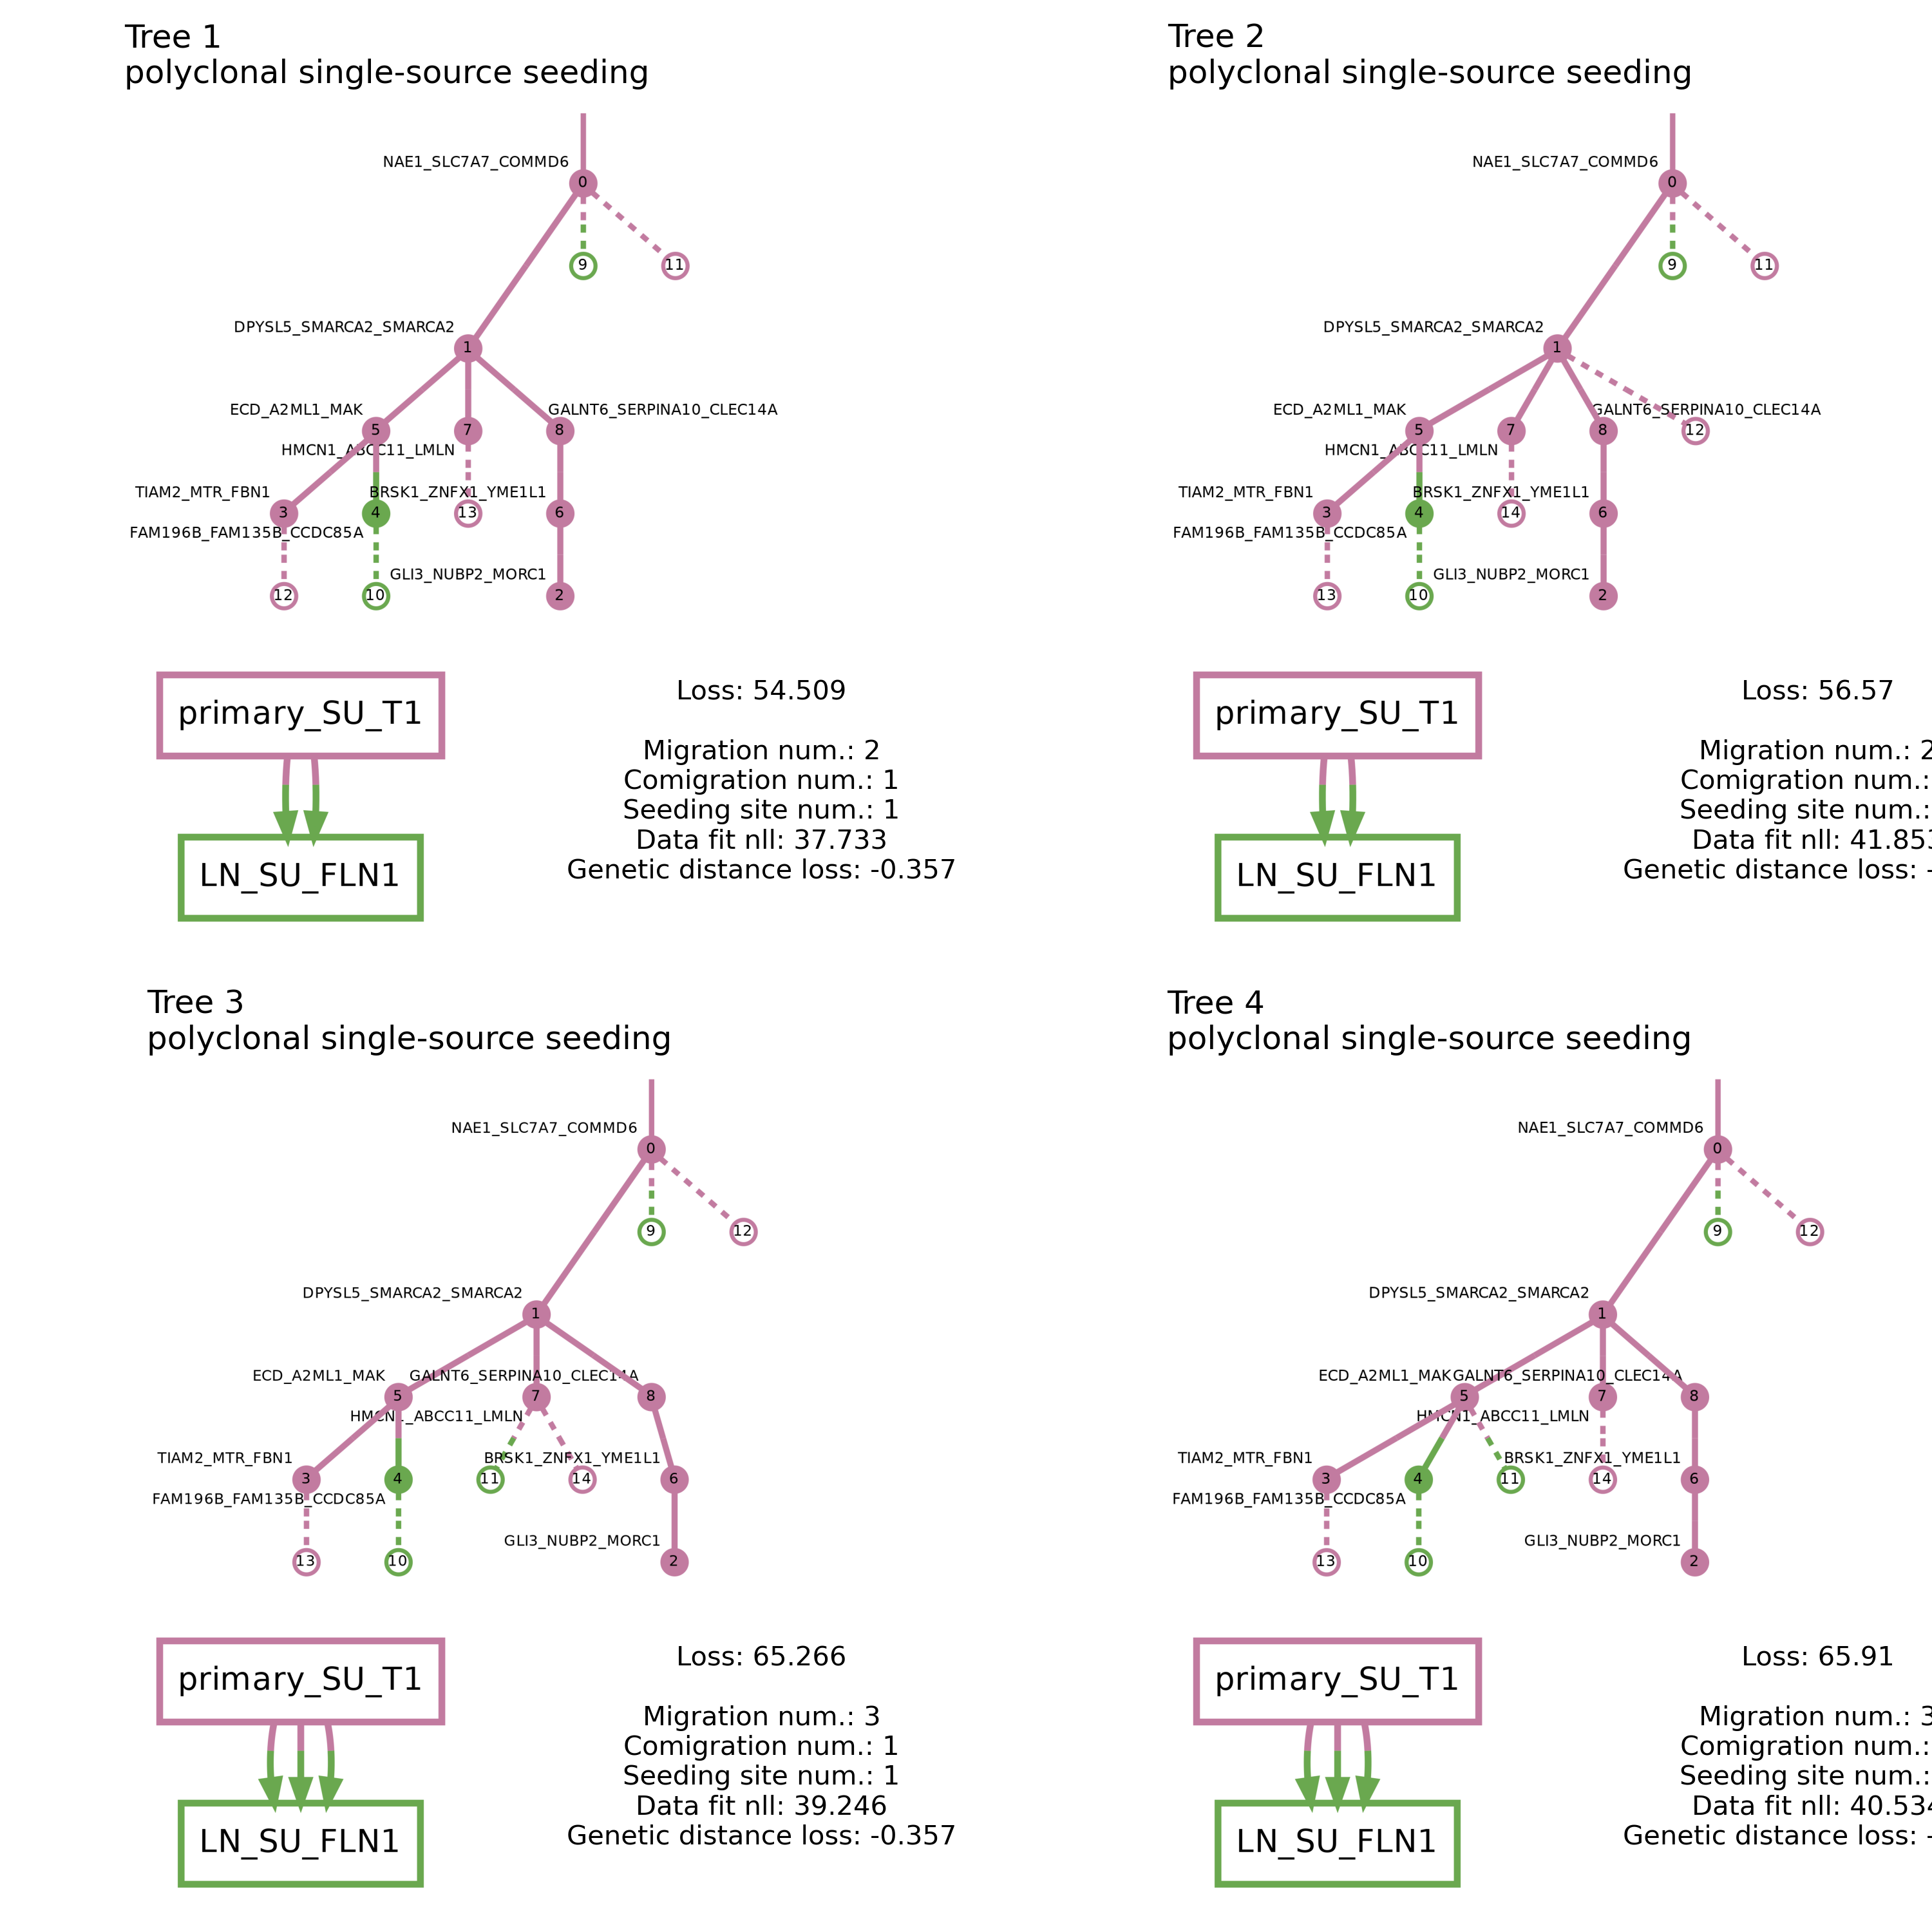 Tree 1
polyclonal single-source seeding
NAE1_SLC7A7_COMMD6
0
9
11
DPYSL5_SMARCA2_SMARCA2
1
ECD_A2ML1_MAK
GALNT6_SERPINA10_CLEC14A
5
7
8
HMCN1_ABCC11_LMLN
TIAM2_MTR_FBN1
BRSK1_ZNFX1_YME1L1
3
4
13
6
FAM196B_FAM135B_CCDC85A
GLI3_NUBP2_MORC1
12
10
2
primary_SU_T1
LN_SU_FLN1
Loss: 54.509
Migration num.: 2
Comigration num.: 1
Seeding site num.: 1
Data fit nll: 37.733
Genetic distance loss: -0.357
Tree 2
polyclonal single-source seeding
NAE1_SLC7A7_COMMD6
0
9
11
DPYSL5_SMARCA2_SMARCA2
1
ECD_A2ML1_MAK
GALNT6_SERPINA10_CLEC14A
5
7
8
12
HMCN1_ABCC11_LMLN
TIAM2_MTR_FBN1
BRSK1_ZNFX1_YME1L1
3
4
14
6
FAM196B_FAM135B_CCDC85A
GLI3_NUBP2_MORC1
13
10
2
primary_SU_T1
LN_SU_FLN1
Loss: 56.57
Migration num.: 2
Comigration num.:
Seeding site num.:
Data fit nll: 41.853
Genetic distance loss: -
Tree 3
polyclonal single-source seeding
NAE1_SLC7A7_COMMD6
0
9
12
DPYSL5_SMARCA2_SMARCA2
1
ECD_A2ML1_MAK
GALNT6_SERPINA10_CLEC14A
5
7
8
HMCN1_ABCC11_LMLN
TIAM2_MTR_FBN1
BRSK1_ZNFX1_YME1L1
3
4
11
14
6
FAM196B_FAM135B_CCDC85A
GLI3_NUBP2_MORC1
13
10
2
primary_SU_T1
LN_SU_FLN1
Loss: 65.266
Migration num.: 3
Comigration num.: 1
Seeding site num.: 1
Data fit nll: 39.246
Genetic distance loss: -0.357
Tree 4
polyclonal single-source seeding
NAE1_SLC7A7_COMMD6
0
9
12
DPYSL5_SMARCA2_SMARCA2
1
ECD_A2ML1_MAK
GALNT6_SERPINA10_CLEC14A
5
7
8
HMCN1_ABCC11_LMLN
TIAM2_MTR_FBN1
BRSK1_ZNFX1_YME1L1
3
4
11
14
6
FAM196B_FAM135B_CCDC85A
GLI3_NUBP2_MORC1
13
10
2
primary_SU_T1
LN_SU_FLN1
Loss: 65.91
Migration num.: 3
Comigration num.:
Seeding site num.:
Data fit nll: 40.534
Genetic distance loss: -